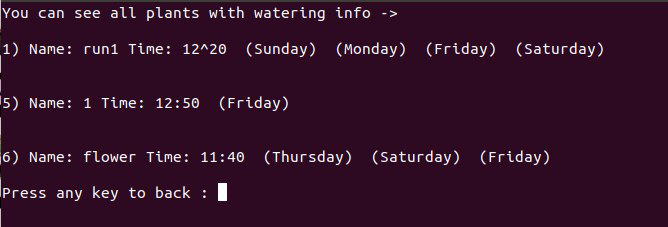 You can see all plants with watering info ->
1) Name: run1 Time: 12^20  (Sunday)  (Monday)  (Friday)  (Saturday)
5) Name: 1 Time: 12:50  (Friday)
6) Name: flower Time: 11:40  (Thursday)  (Saturday)  (Friday)
Press any key to back :